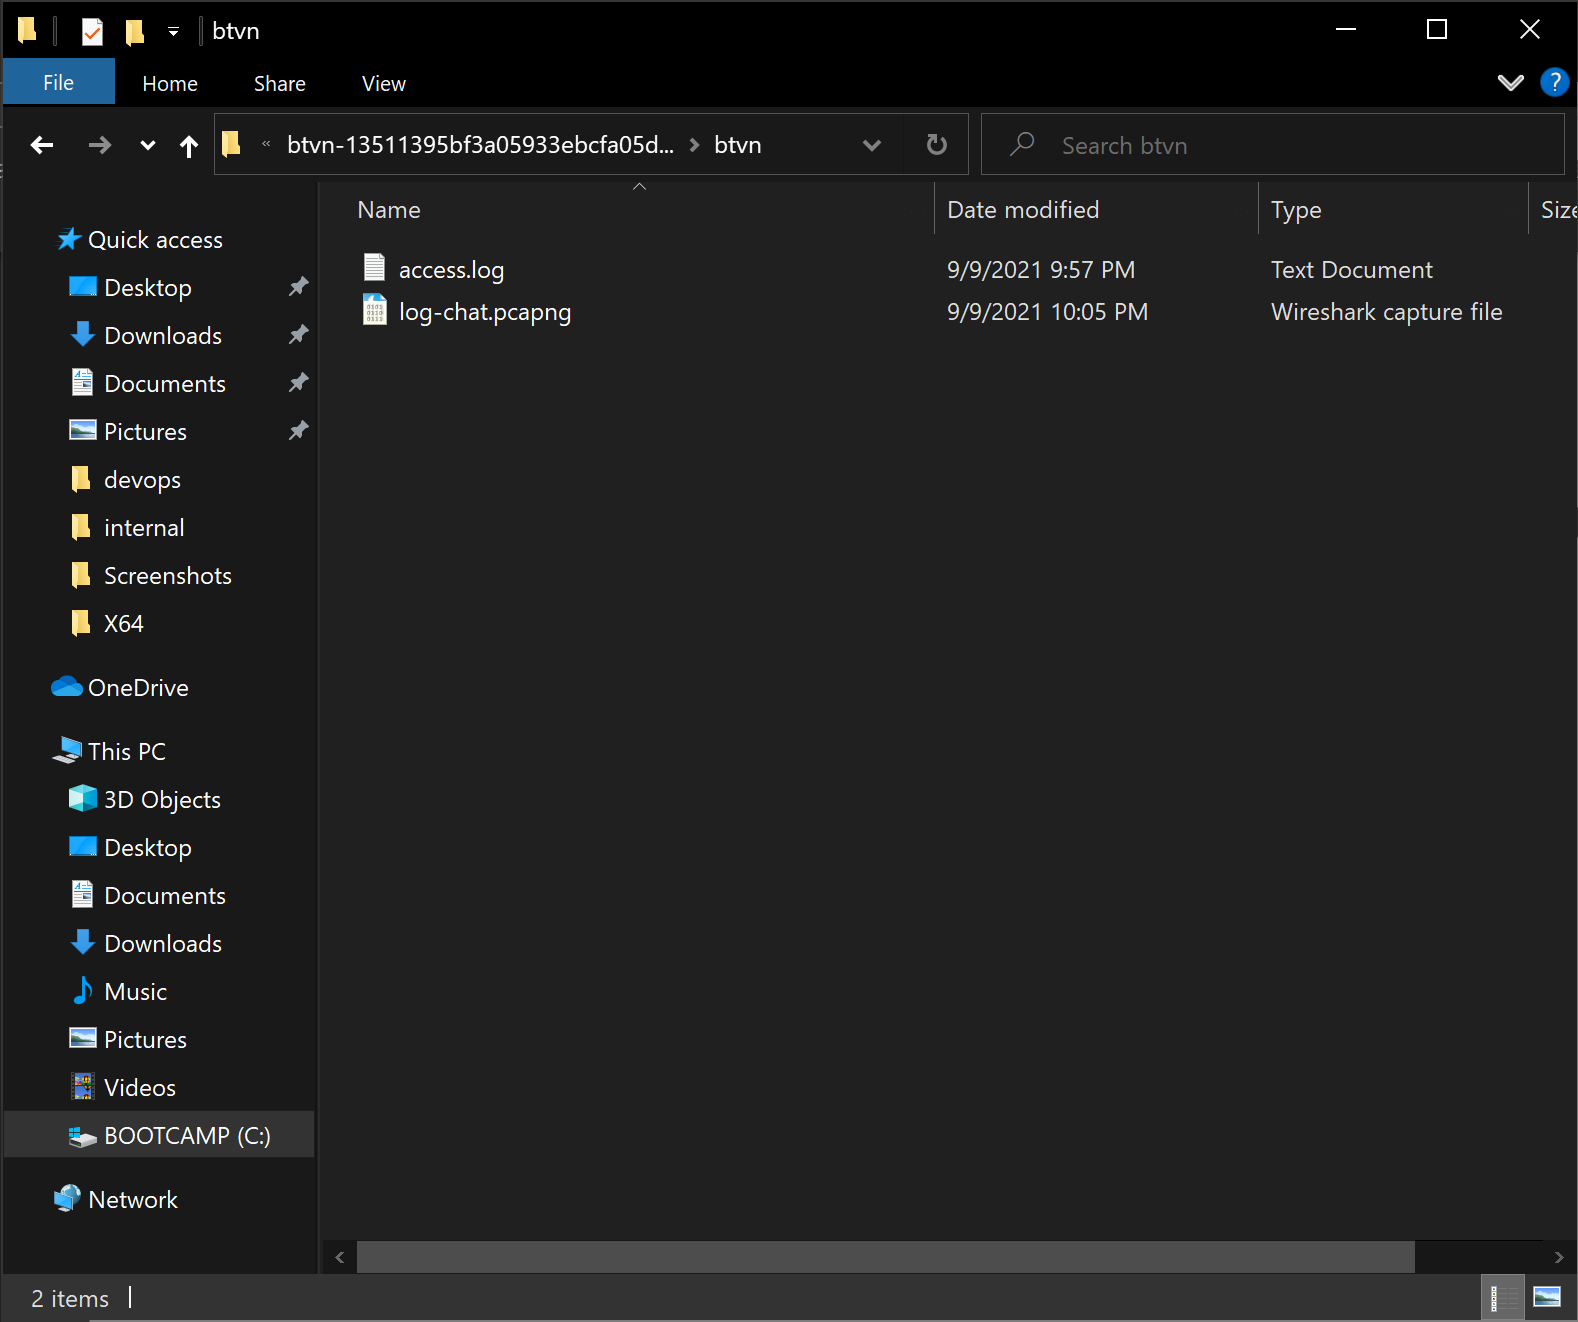 btvn
File Home Share View
?
« btvn-13511395bf3a05933ebcfa05d... > btvn
Search btvn
Name Date modified Type Size
access.log 9/9/2021 9:57 PM Text Document
log-chat.pcapng 9/9/2021 10:05 PM Wireshark capture file
Quick access
Desktop
Downloads
Documents
Pictures
devops
internal
Screenshots
X64
OneDrive
This PC
3D Objects
Desktop
Documents
Downloads
Music
Pictures
Videos
BOOTCAMP (C:)
Network
2 items